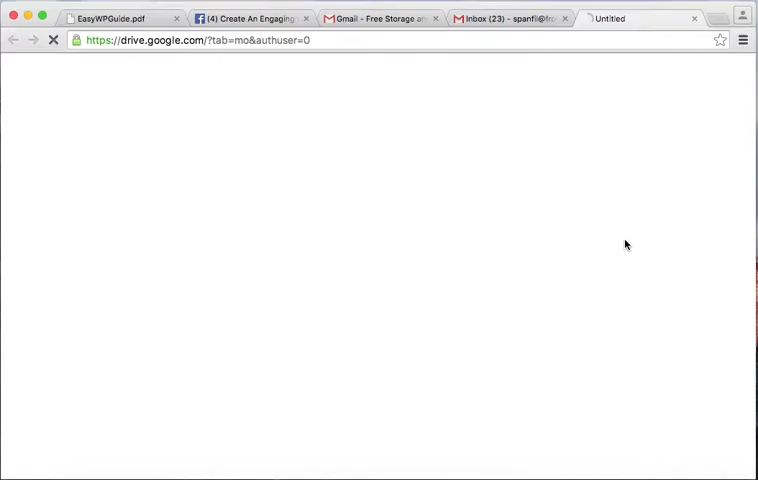 EasyWPGuide.pdf
(4) Create An Engaging
Gmail - Free Storage an
Inbox (23) - spanfil@fro
Untitled
https://drive.google.com/?tab=mo&authuser=0